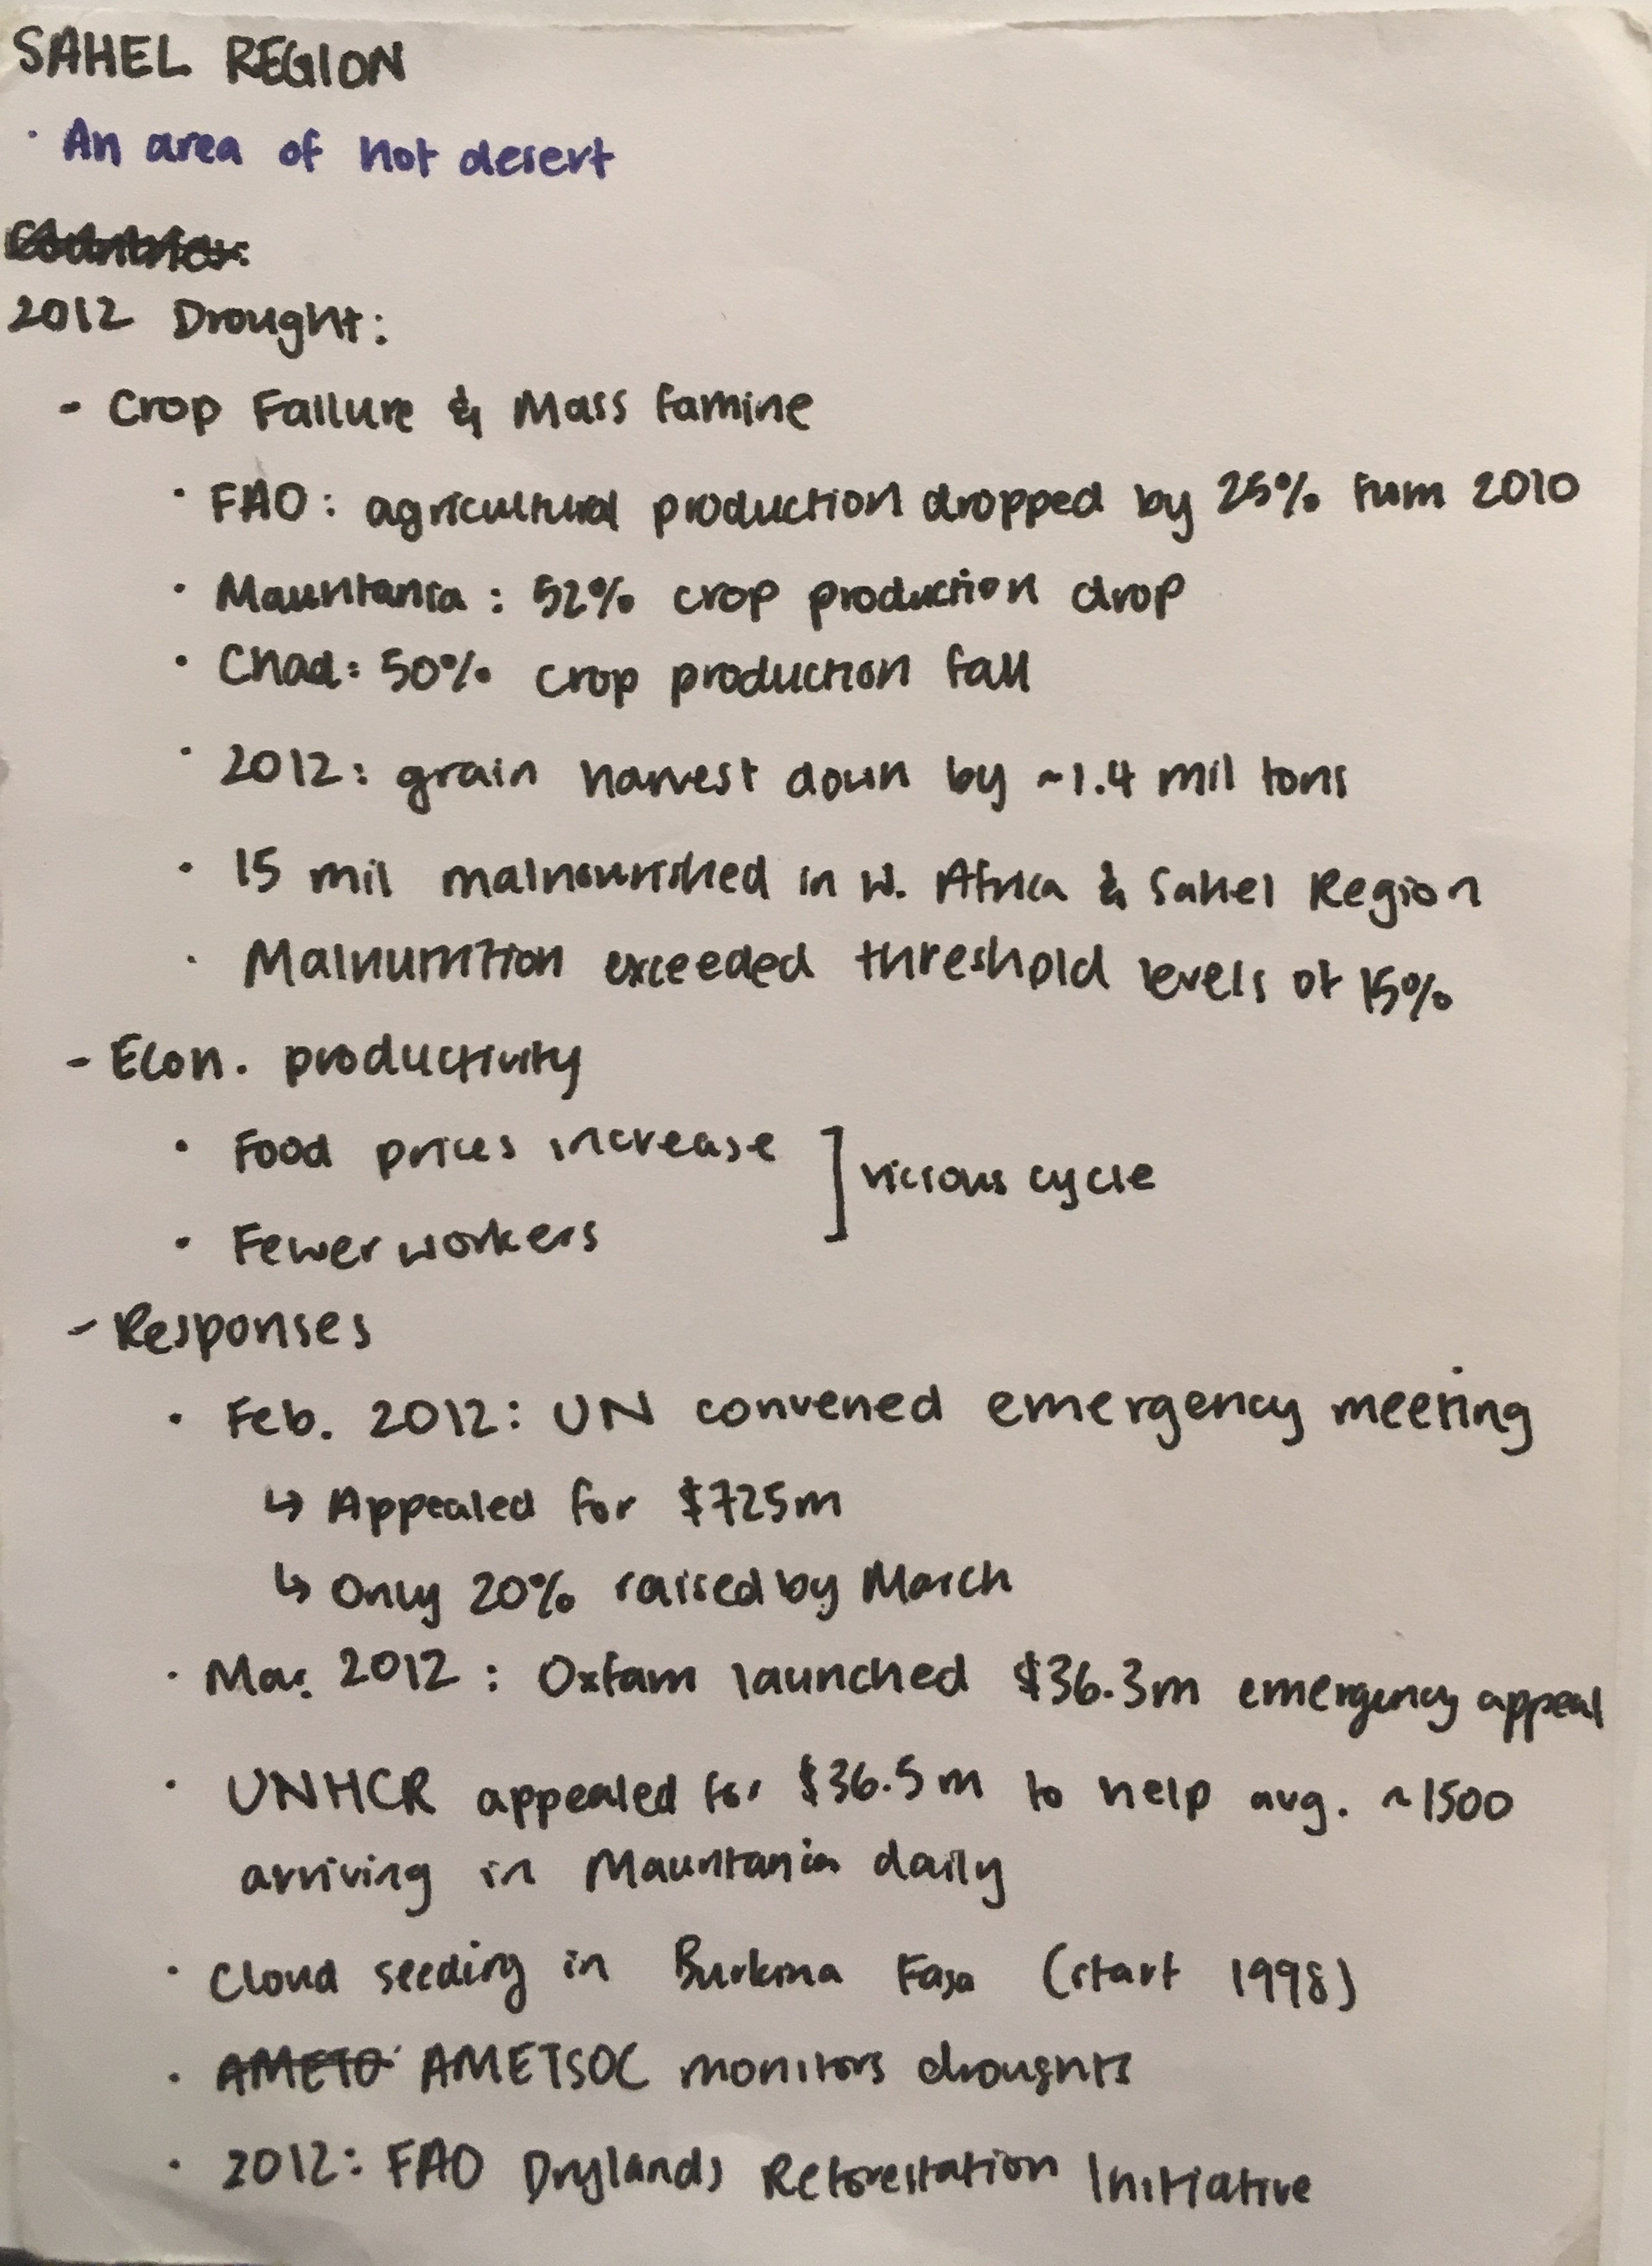 SAHEL REGION
· An area of hot desert
Countries:
2012 Drought:
- Crop Failure & Mass famine
· FAO: agricultural production dropped by 25% from 2010
· Mauritania: 52% crop production drop
· Chad: 50% crop production fall
· 2012: grain harvest down by ~1.4 mil tons
· 15 mil malnourished in W. Africa & Sahel Region
· Malnutrition exceeded threshold levels of 15%
- Econ. productivity
· Food prices increase
] vicious cycle
· Fewer workers
- Responses
· Feb. 2012: UN convened emergency meeting
↳ Appealed for $725m
↳ Only 20% raised by March
· Mar. 2012: Oxfam launched $36.3m emergency appeal
· UNHCR appealed for $36.5m to help avg. ~1500
arriving in Mauritania daily
· Cloud seeding in Burkina Faso (start 1998)
· AMETO AMETSOC monitors droughts
· 2012: FAO Drylands Reforestation Initiative